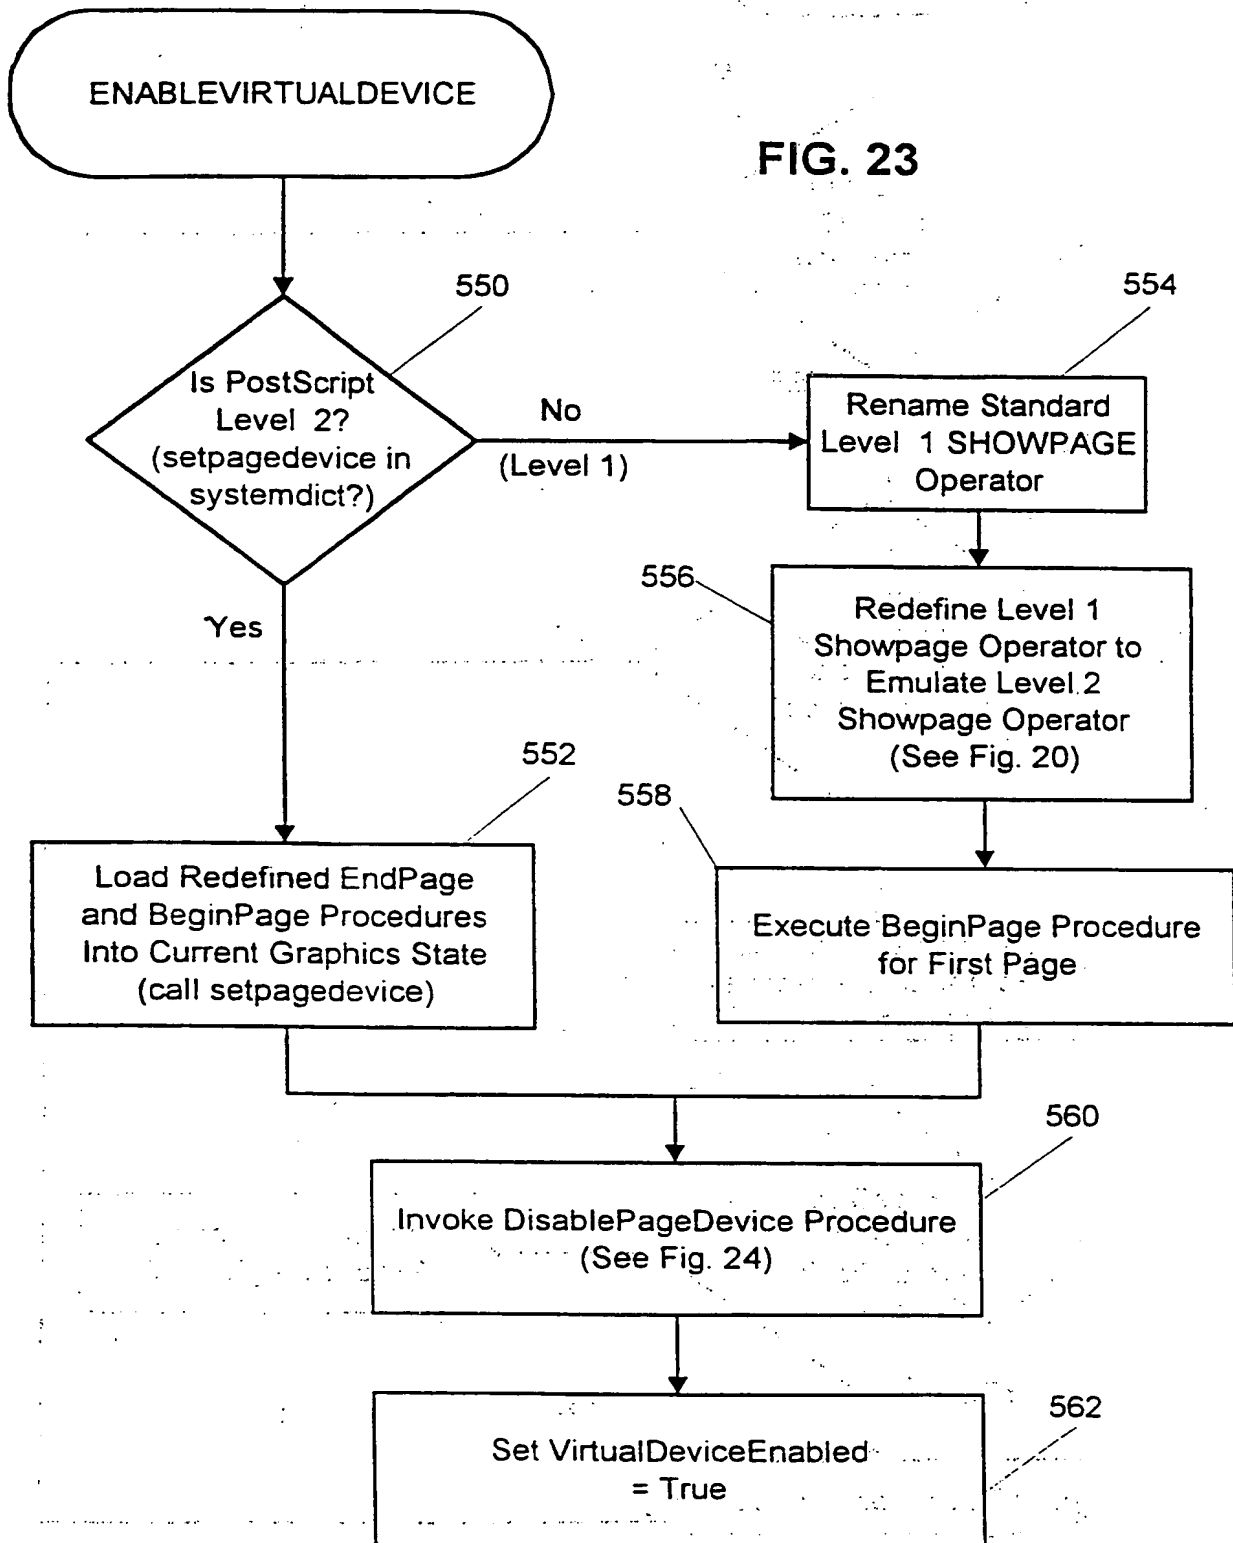 ENABLEVIRTUALDEVICE
FIG. 23
550
Is PostScript
Level 2?
(setpagedevice in
systemdict?)
No
(Level 1)
554
Rename Standard
Level 1 SHOWPAGE
Operator
Yes
556
Redefine Level 1
Showpage Operator to
Emulate Level 2
Showpage Operator
(See Fig. 20)
552
Load Redefined EndPage
and BeginPage Procedures
Into Current Graphics State
(call setpagedevice)
558
Execute BeginPage Procedure
for First Page
560
Invoke DisablePageDevice Procedure
(See Fig. 24)
562
Set VirtualDeviceEnabled
= True